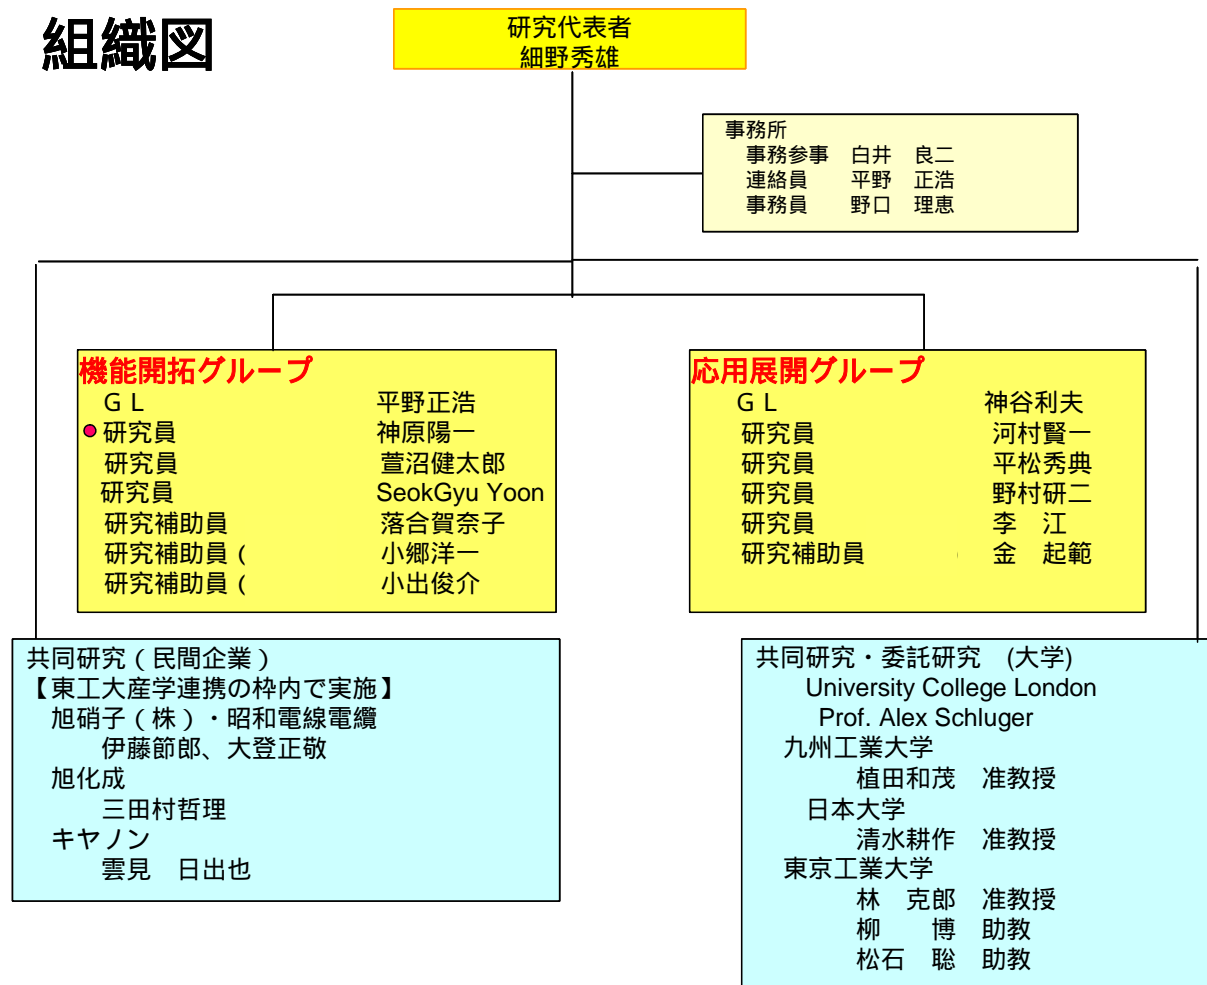 組織図
研究代表者
細野秀雄
事務所
事務参事　白井　良二
連絡員　平野　正浩
事務員　野口　理恵
機能開拓グループ
ＧＬ　平野正浩
研究員　神原陽一
研究員　萱沼健太郎
研究員　SeokGyu Yoon
研究補助員　落合賀奈子
研究補助員（　小郷洋一
研究補助員（　小出俊介
応用展開グループ
ＧＬ　神谷利夫
研究員　河村賢一
研究員　平松秀典
研究員　野村研二
研究員　李　江
研究補助員　金　起範
共同研究（民間企業）
【東工大産学連携の枠内で実施】
旭硝子（株）・昭和電線電纜
伊藤節郎、大登正敬
旭化成
三田村哲理
キヤノン
雲見　日出也
共同研究・委託研究　(大学)
University College London
Prof. Alex Schluger
九州工業大学
植田和茂　准教授
日本大学
清水耕作　准教授
東京工業大学
林　克郎　准教授
柳　博　助教
松石　聡　助教